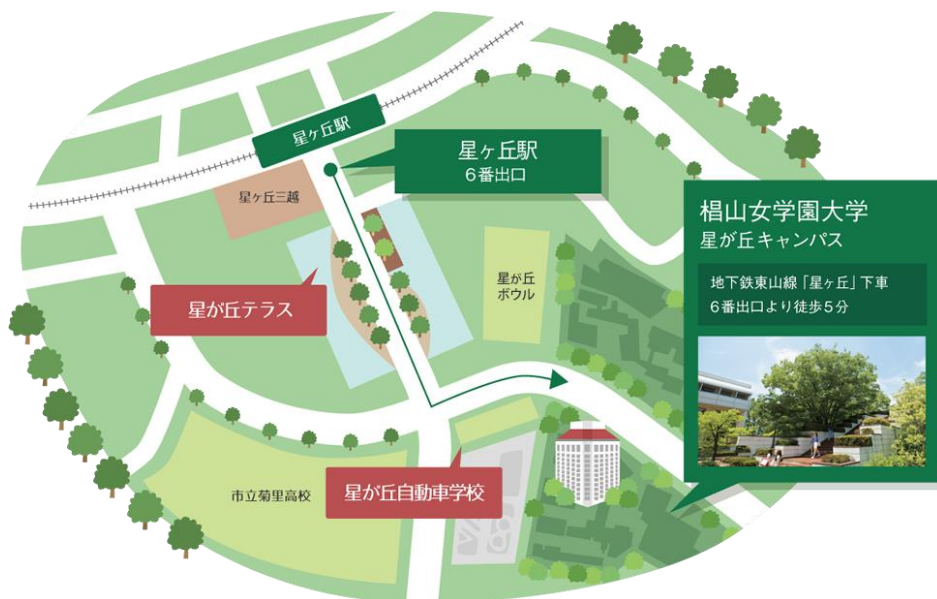 星ヶ丘駅
星ヶ丘駅
6番出口
星ヶ丘三越
椙山女学園大学
星が丘キャンパス
地下鉄東山線「星ヶ丘」下車
6番出口より徒歩5分
星が丘
ボウル
星が丘テラス
市立菊里高校
星が丘自動車学校